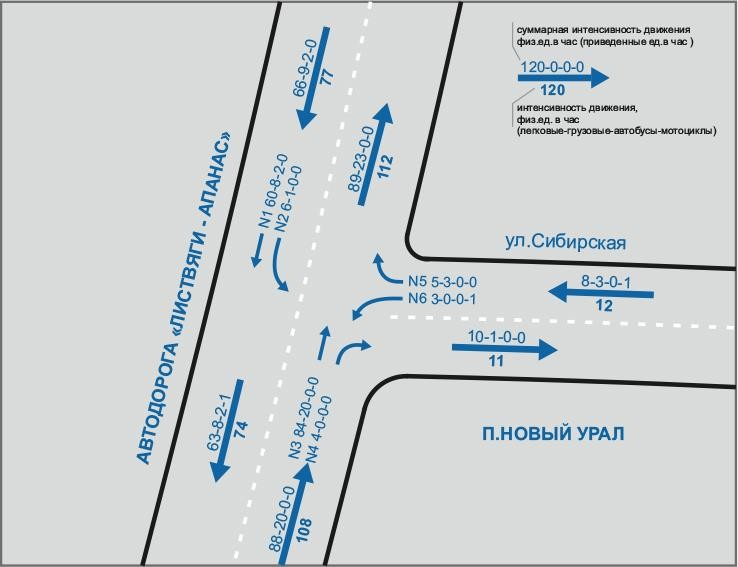 суммарная интенсивность движения
физ.ед.в час (приведенные ед.в час )
120-0-0-0
120
интенсивность движения,
физ.ед. в час
(легковые-грузовые-автобусы-мотоциклы)
66-9-2-0
77
89-23-0-0
112
АВТОДОРОГА «ЛИСТВЯГИ - АПАНАС»
N1 60-8-2-0
N2 6-1-0-0
ул.Сибирская
N5 5-3-0-0
N6 3-0-0-1
8-3-0-1
12
10-1-0-0
11
63-8-2-1
74
N3 84-20-0-0
N4 4-0-0-0
88-20-0-0
108
П.НОВЫЙ УРАЛ